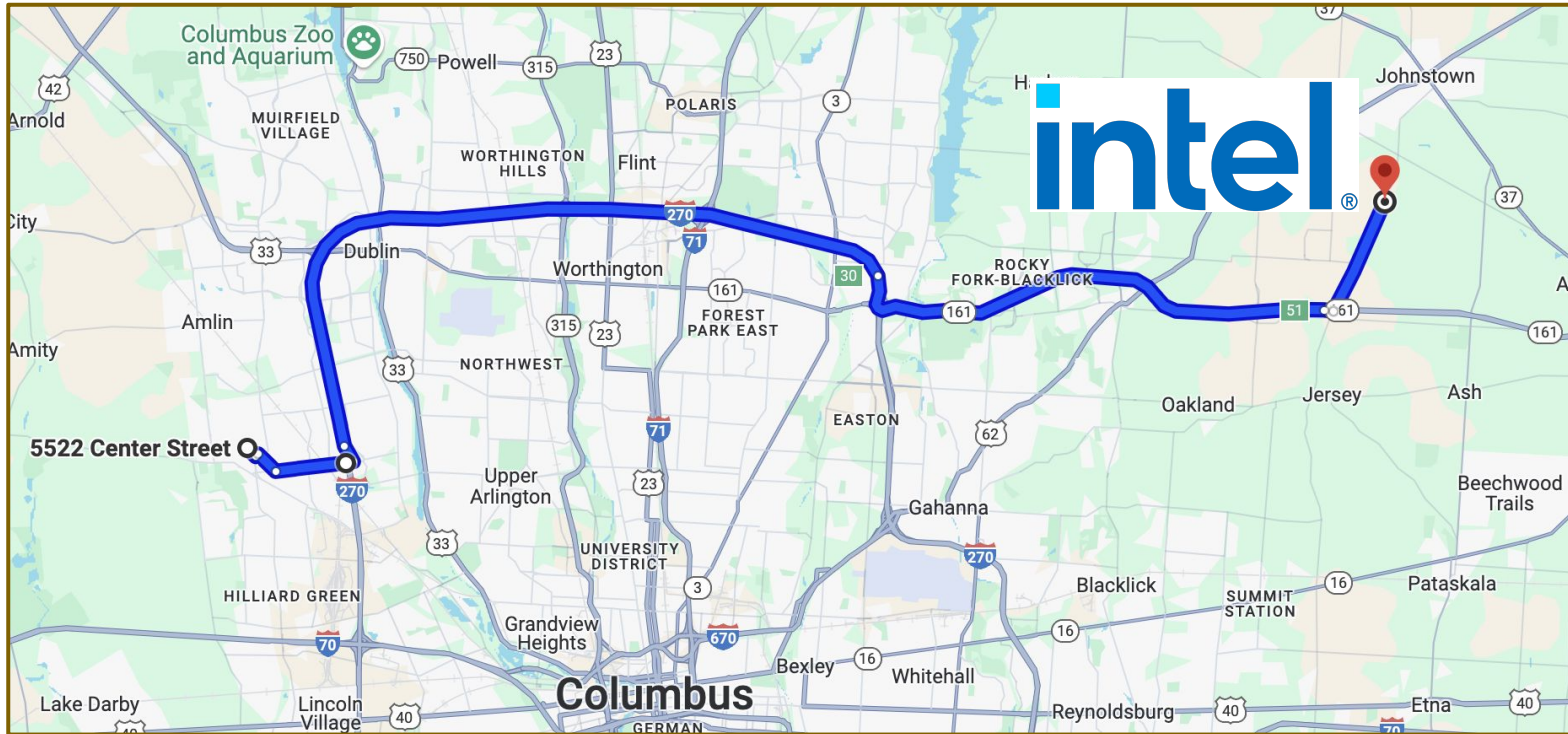 37
Columbus Zoo
and Aquarium
750
Powell
315
23
42
Arnold
MUIRFIELD
VILLAGE
POLARIS
3
Johnstown
intel®
WORTHINGTON
HILLS
Flint
37
City
270
71
33
Dublin
Worthington
30
ROCKY
FORK-BLACKLICK
161
FOREST
PARK EAST
161
51
61
161
Amlin
315
23
Amity
NORTHWEST
33
Oakland
Jersey
Ash
EASTON
62
71
5522 Center Street
270
Upper
Arlington
23
Beechwood
Trails
Gahanna
33
UNIVERSITY
DISTRICT
270
3
Blacklick
16
Pataskala
HILLIARD GREEN
SUMMIT
STATION
Grandview
Heights
70
670
16
Bexley
16
Whitehall
Columbus
Lake Darby
Lincoln
Village
40
Reynoldsburg
40
Etna
40
40
GERMAN
70